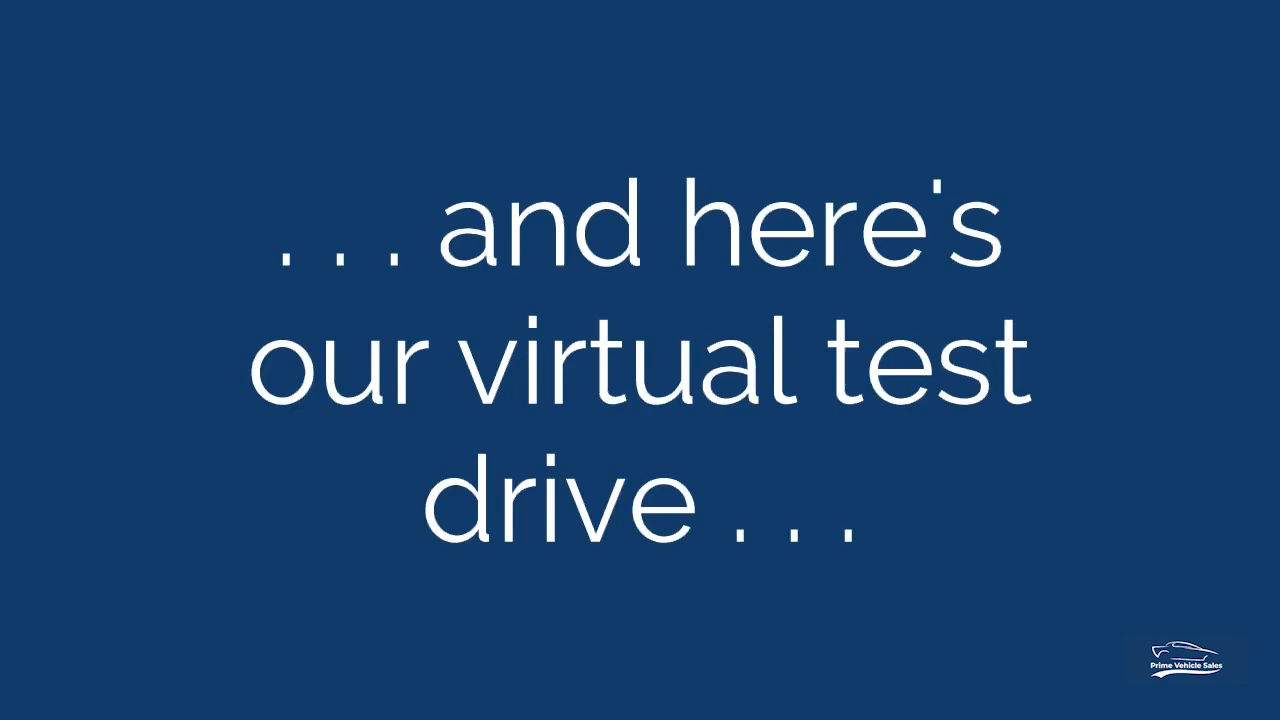 . . . and here's
our virtual test
drive . . .
Prime Vehicle Sales